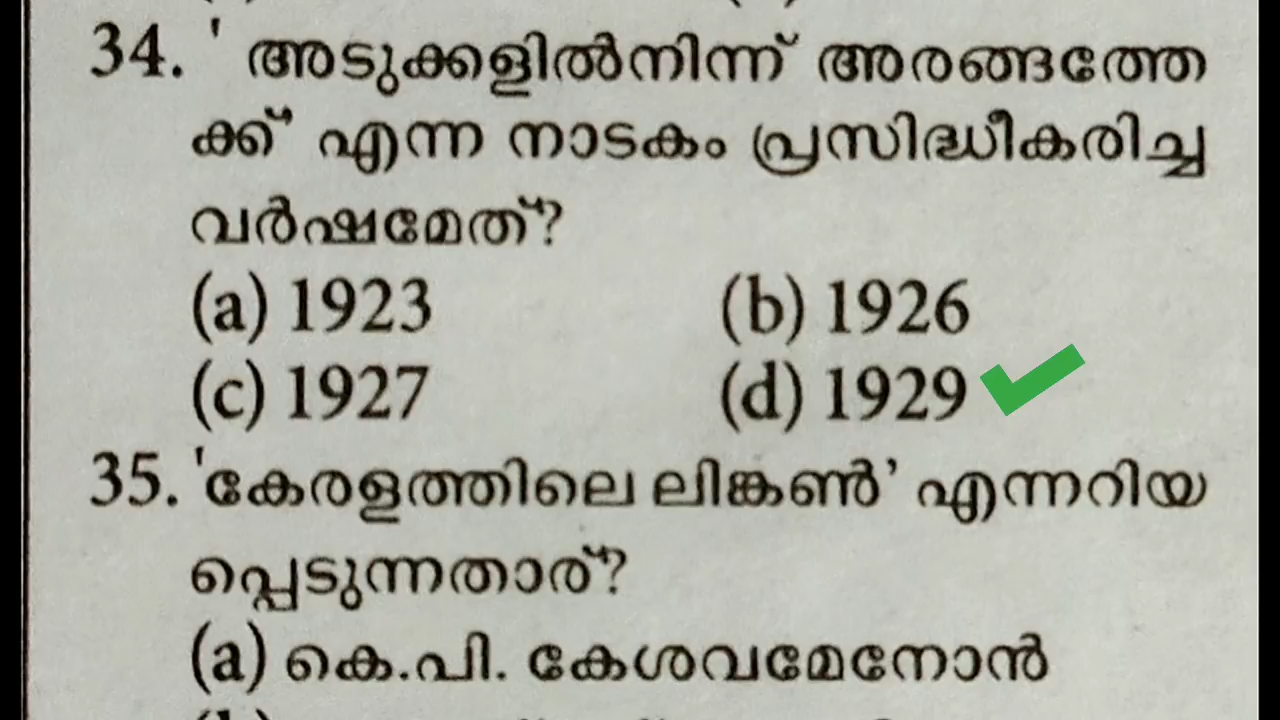 34. ' അടുക്കളിൽനിന്ന് അരങ്ങത്തേ
ക്ക്' എന്ന നാടകം പ്രസിദ്ധീകരിച്ച
വർഷമേത്?
(a) 1923 (b) 1926
(c) 1927 (d) 1929
35. 'കേരളത്തിലെ ലിങ്കൺ' എന്നറിയ
പ്പെടുന്നതാര്?
(a) കെ.പി. കേശവമേനോൻ